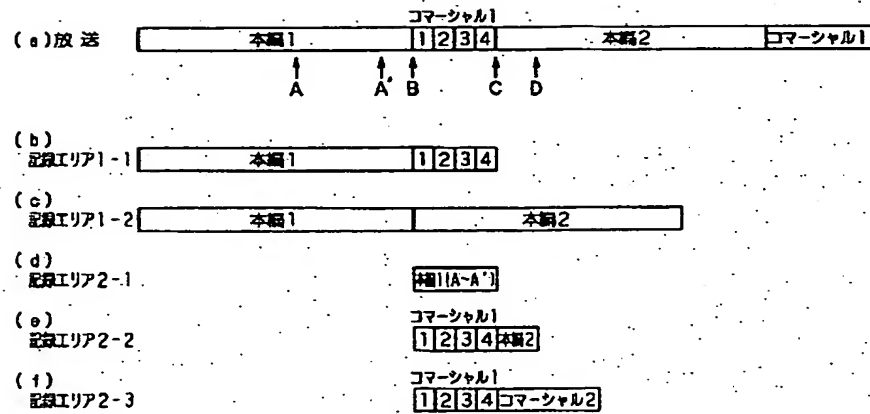 コマーシャル1
(a)放送 本編1 1 2 3 4 本編2 コマーシャル1
A A' B C D
(b)
記録エリア1-1 本編1 1 2 3 4
(c)
記録エリア1-2 本編1 本編2
(d)
記録エリア2-1 本編1(A~A')
(e)
コマーシャル1
記録エリア2-2 1 2 3 4 本編2
(f)
コマーシャル1
記録エリア2-3 1 2 3 4 コマーシャル2